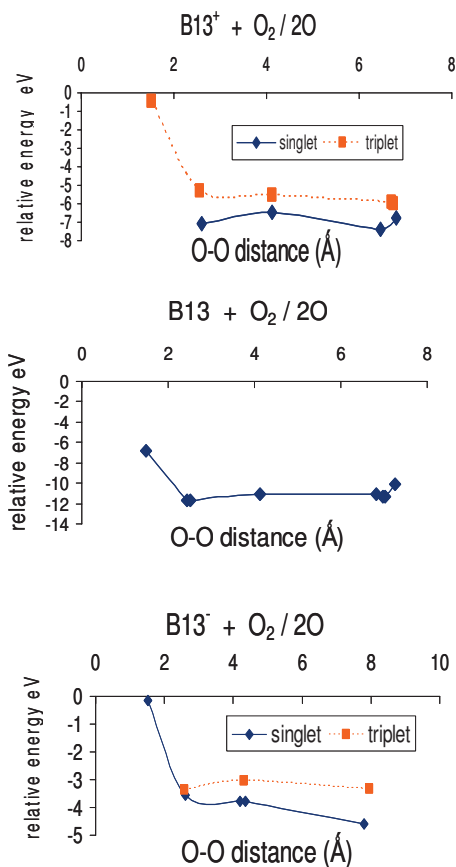 B13⁺ + O₂ / 2O
0 2 4 6 8
relative energy eV
0
-1
-2
-3
-4
-5
-6
-7
-8
singlet triplet
O-O distance (Å)
B13 + O₂ / 2O
0 2 4 6 8
relative energy eV
0
-2
-4
-6
-8
-10
-12
-14
O-O distance (Å)
B13⁻ + O₂ / 2O
0 2 4 6 8 10
relative energy eV
0
-1
-2
-3
-4
-5
singlet triplet
O-O distance (Å)